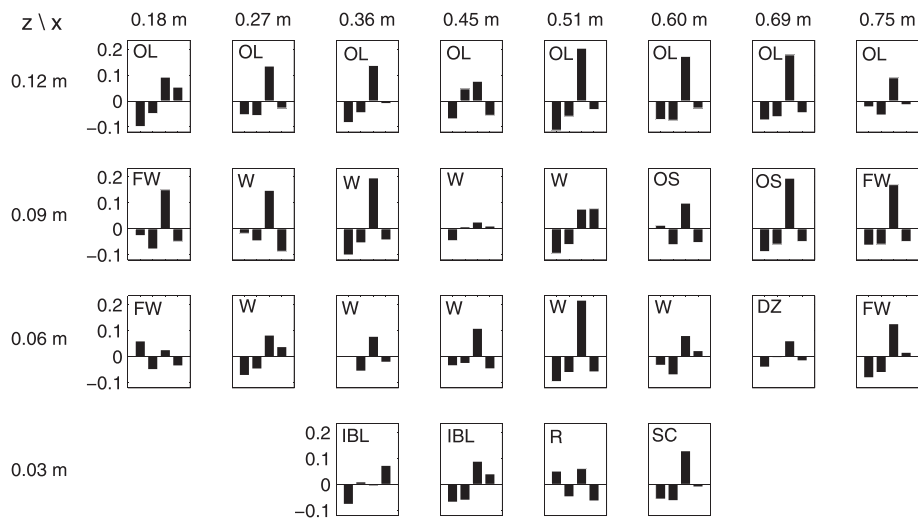 z \ x 0.18 m 0.27 m 0.36 m 0.45 m 0.51 m 0.60 m 0.69 m 0.75 m
0.12 m 0.2 0.1 0 −0.1 OL OL OL OL OL OL OL OL
0.09 m 0.2 0.1 0 −0.1 FW W W W W OS OS FW
0.06 m 0.2 0.1 0 −0.1 FW W W W W W DZ FW
0.03 m 0.2 0.1 0 −0.1 IBL IBL R SC